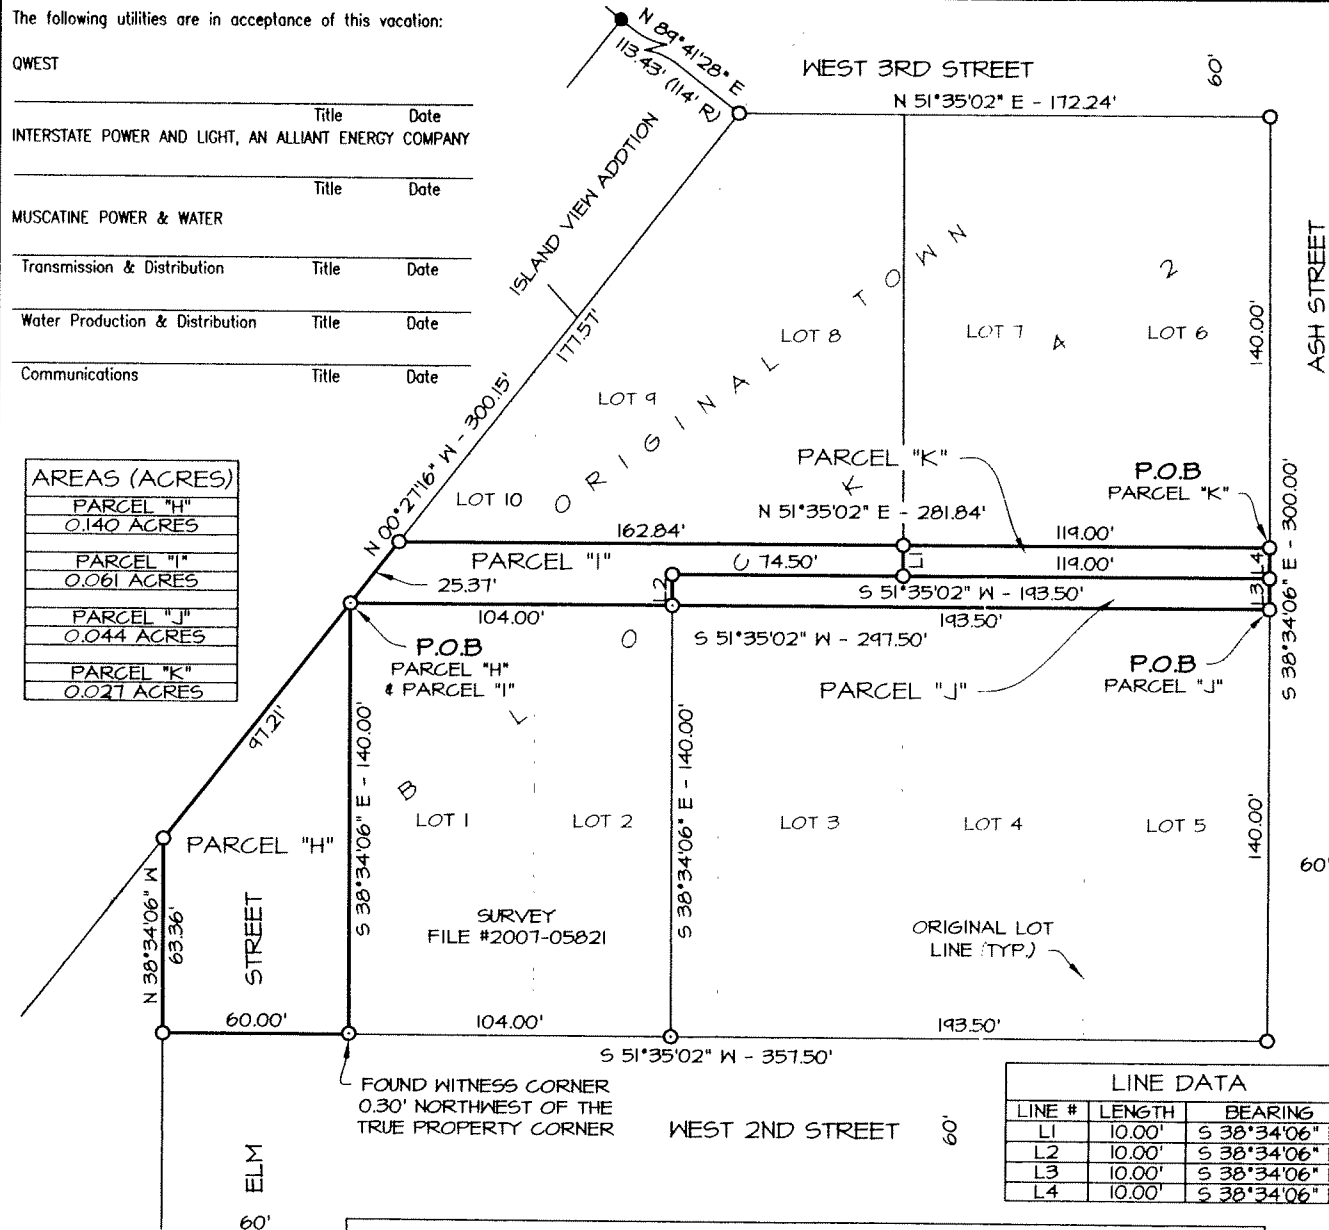 The following utilities are in acceptance of this vacation:
QWEST
Title Date
INTERSTATE POWER AND LIGHT, AN ALLIANT ENERGY COMPANY
Title Date
MUSCATINE POWER & WATER
Transmission & Distribution Title Date
Water Production & Distribution Title Date
Communications Title Date
N 89°41'28" E
113.43' (114' R)
WEST 3RD STREET
60'
N 51°35'02" E - 172.24'
ISLAND VIEW ADDTION
177.57'
N 00°27'16" W - 300.15'
ORIGINAL TOWN
LOT 8
LOT 7
LOT 6
LOT 9
LOT 10
2
A
140.00'
ASH STREET
AREAS (ACRES)
PARCEL "H"
0.140 ACRES
PARCEL "I"
0.061 ACRES
PARCEL "J"
0.044 ACRES
PARCEL "K"
0.027 ACRES
PARCEL "K"
K
P.O.B
PARCEL "K"
N 51°35'02" E - 281.84'
162.84'
119.00'
PARCEL "I"
C 74.50'
L1
119.00'
L4
25.37'
L2
S 51°35'02" W - 193.50'
L3
S 38°34'06" E - 300.00'
104.00'
193.50'
O
S 51°35'02" W - 297.50'
P.O.B
PARCEL "H"
& PARCEL "I"
P.O.B
PARCEL "J"
PARCEL "J"
L
B
97.21'
S 38°34'06" E - 140.00'
S 38°34'06" E - 140.00'
LOT 1
LOT 2
LOT 3
LOT 4
LOT 5
140.00'
60'
PARCEL "H"
N 38°34'06" W
63.36'
STREET
SURVEY
FILE #2007-05821
ORIGINAL LOT
LINE (TYP.)
60.00'
104.00'
193.50'
S 51°35'02" W - 357.50'
FOUND WITNESS CORNER
0.30' NORTHWEST OF THE
TRUE PROPERTY CORNER
WEST 2ND STREET
60'
ELM
60'
LINE DATA
LINE # LENGTH BEARING
L1 10.00' S 38°34'06"
L2 10.00' S 38°34'06"
L3 10.00' S 38°34'06"
L4 10.00' S 38°34'06"